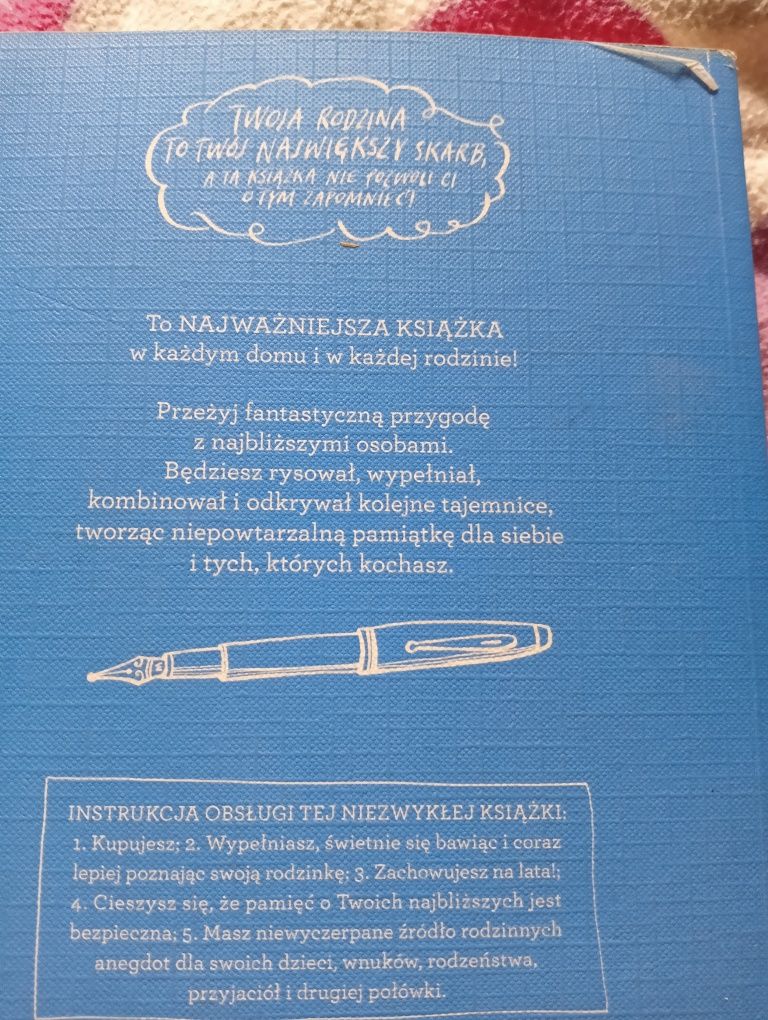 TWOJA RODZINA
TO TWÓJ NAJWIĘKSZY SKARB,
A TA KSIĄŻKA NIE POZWOLI CI
O TYM ZAPOMNIEĆ!
To NAJWAŻNIEJSZA KSIĄŻKA
w każdym domu i w każdej rodzinie!
Przeżyj fantastyczną przygodę
z najbliższymi osobami.
Będziesz rysował, wypełniał,
kombinował i odkrywał kolejne tajemnice,
tworząc niepowtarzalną pamiątkę dla siebie
i tych, których kochasz.
INSTRUKCJA OBSŁUGI TEJ NIEZWYKŁEJ KSIĄŻKI:
1. Kupujesz; 2. Wypełniasz, świetnie się bawiąc i coraz
lepiej poznając swoją rodzinkę; 3. Zachowujesz na lata!;
4. Cieszysz się, że pamięć o Twoich najbliższych jest
bezpieczna; 5. Masz niewyczerpane źródło rodzinnych
anegdot dla swoich dzieci, wnuków, rodzeństwa,
przyjaciół i drugiej połówki.